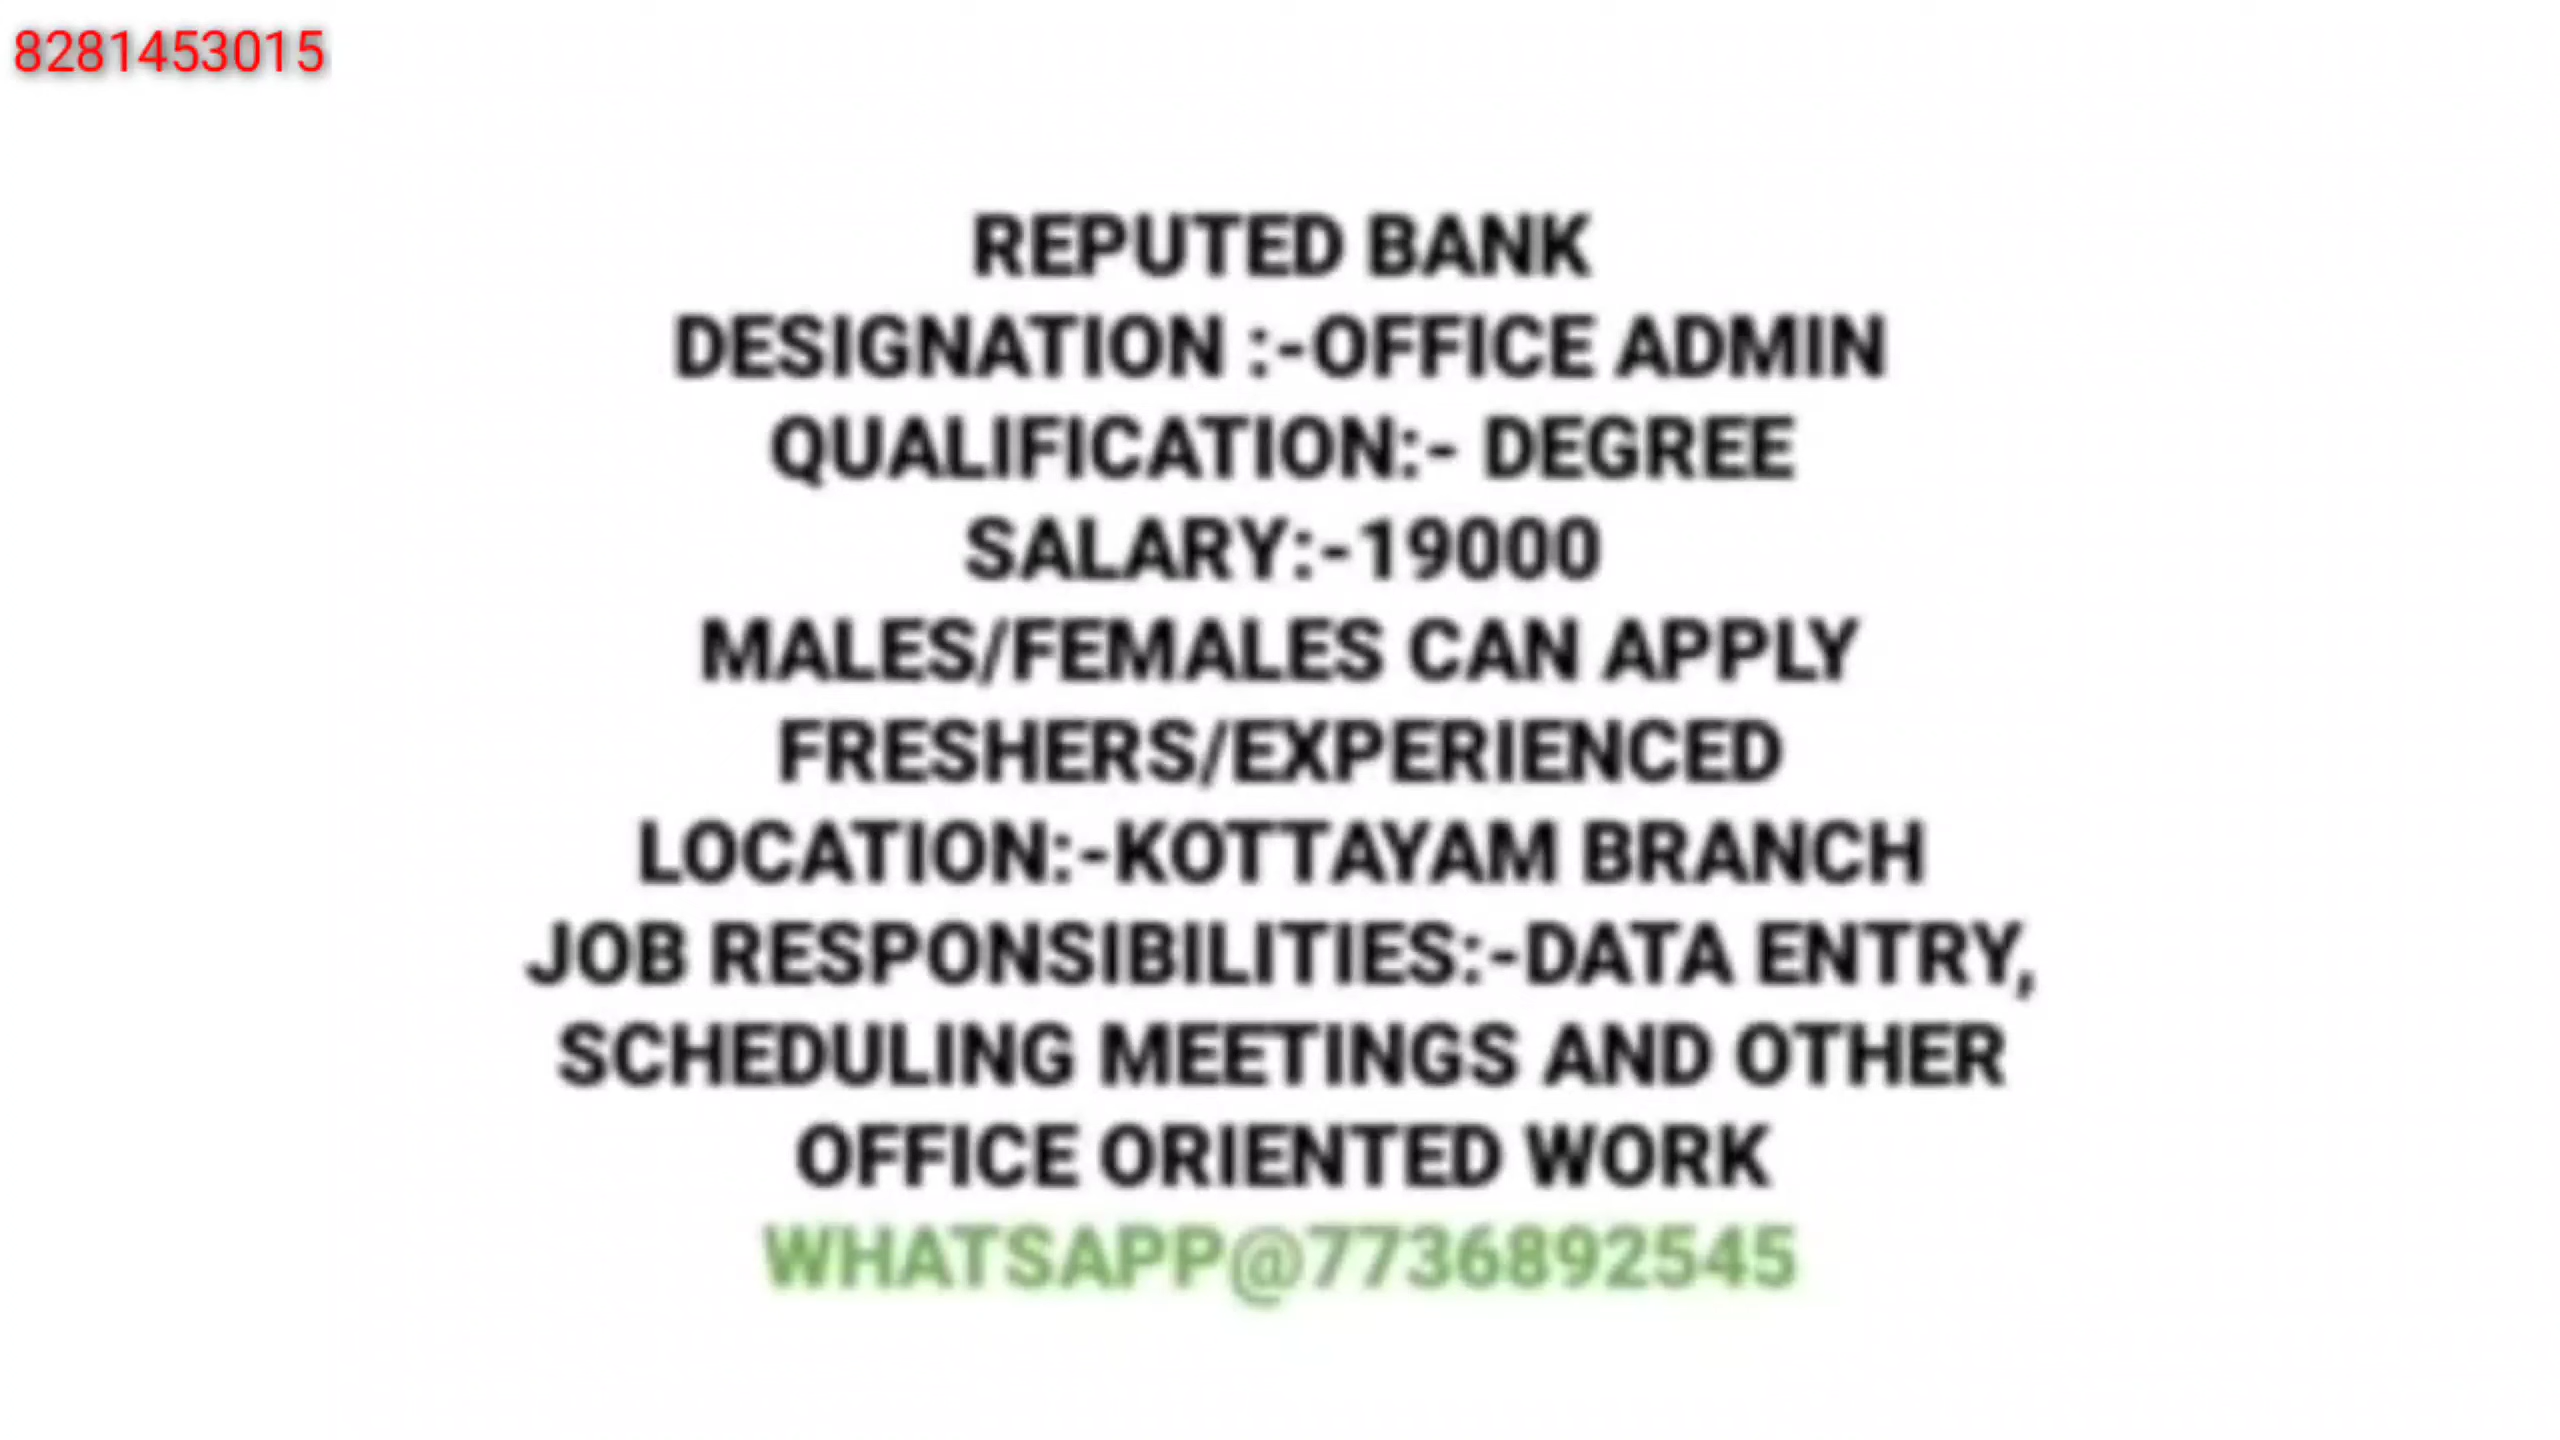 8281453015
REPUTED BANK
DESIGNATION :-OFFICE ADMIN
QUALIFICATION:- DEGREE
SALARY:-19000
MALES/FEMALES CAN APPLY
FRESHERS/EXPERIENCED
LOCATION:-KOTTAYAM BRANCH
JOB RESPONSIBILITIES:-DATA ENTRY,
SCHEDULING MEETINGS AND OTHER
OFFICE ORIENTED WORK
WHATSAPP@7736892545